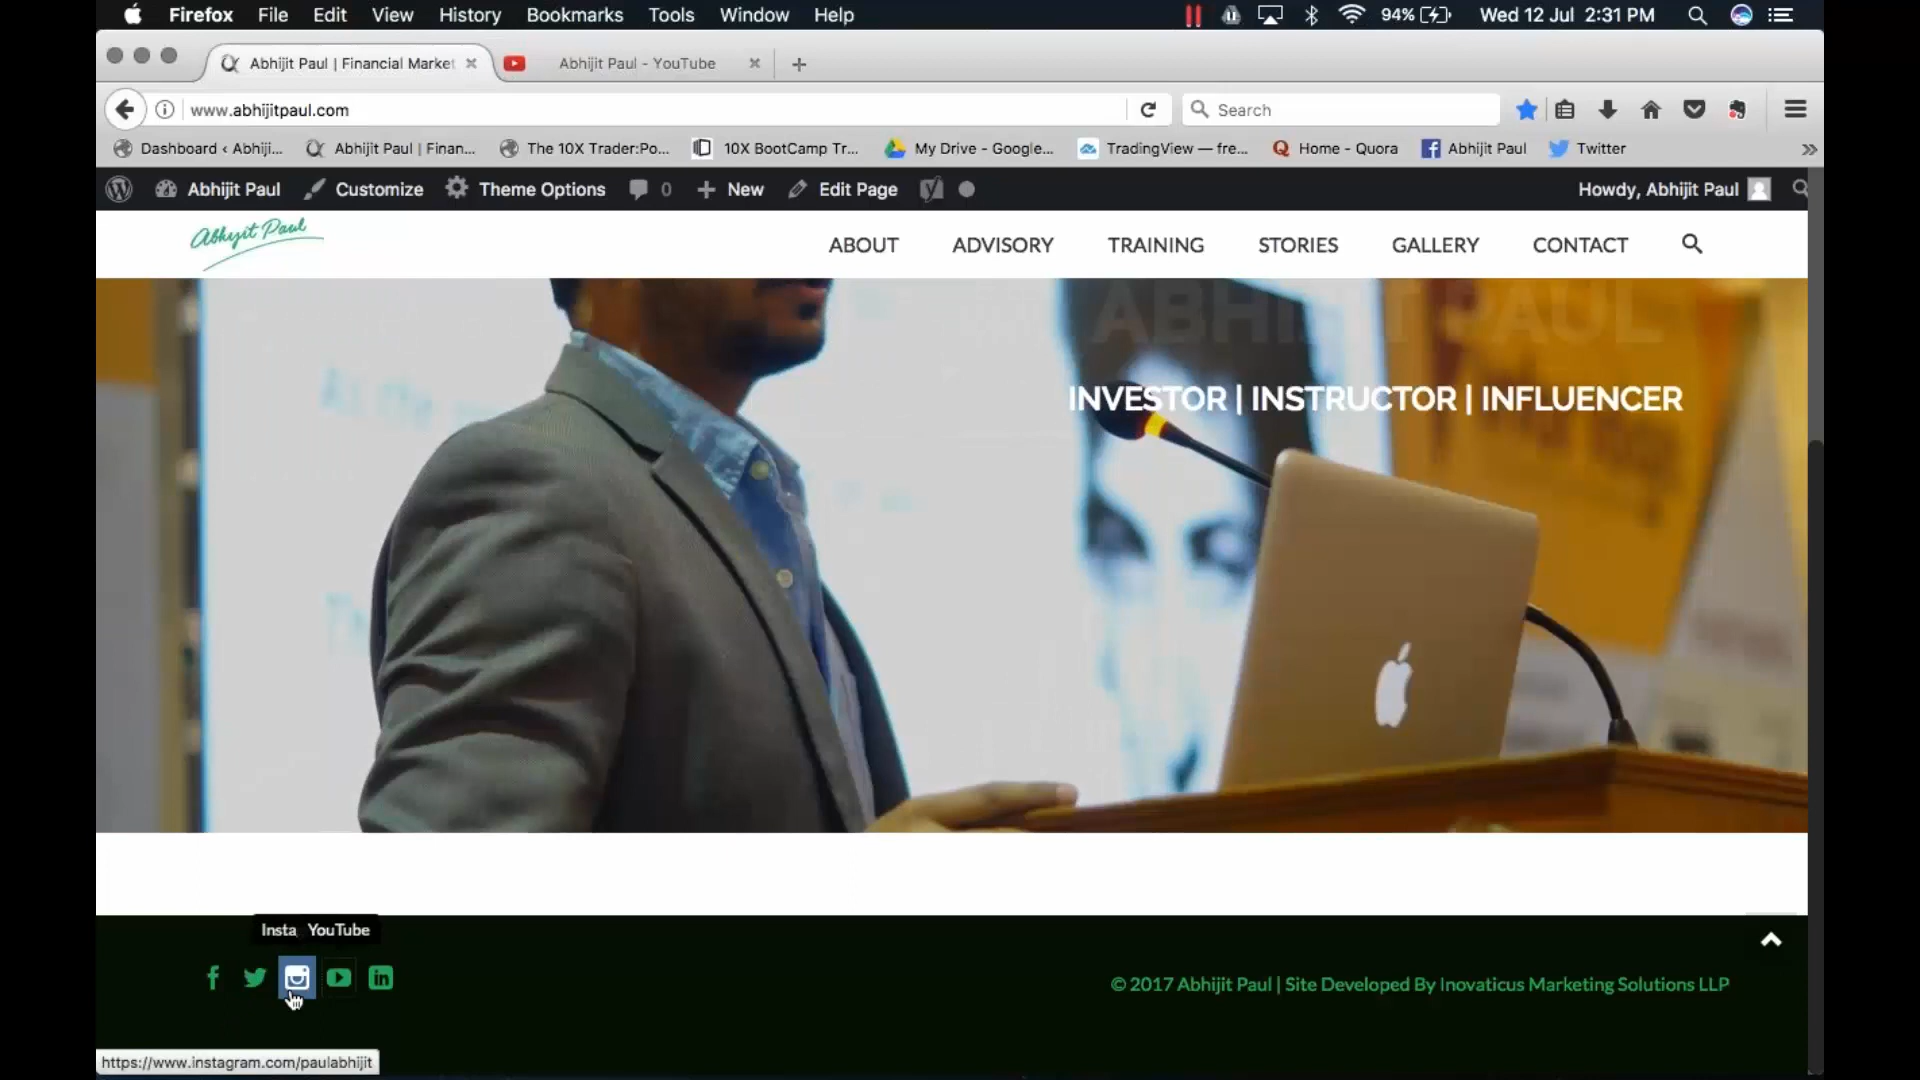 Firefox File Edit View History Bookmarks Tools Window Help 94% Wed 12 Jul 2:31 PM
Abhijit Paul | Financial Market Abhijit Paul - YouTube
www.abhijitpaul.com Search
Dashboard ‹ Abhiji... Abhijit Paul | Finan... The 10X Trader:Po... 10X BootCamp Tr... My Drive - Google... TradingView — fre... Home - Quora Abhijit Paul Twitter
Abhijit Paul Customize Theme Options 0 New Edit Page Howdy, Abhijit Paul
Abhijit Paul ABOUT ADVISORY TRAINING STORIES GALLERY CONTACT
ABHIJIT PAUL
INVESTOR | INSTRUCTOR | INFLUENCER
Insta YouTube
© 2017 Abhijit Paul | Site Developed By Inovaticus Marketing Solutions LLP
https://www.instagram.com/paulabhijit